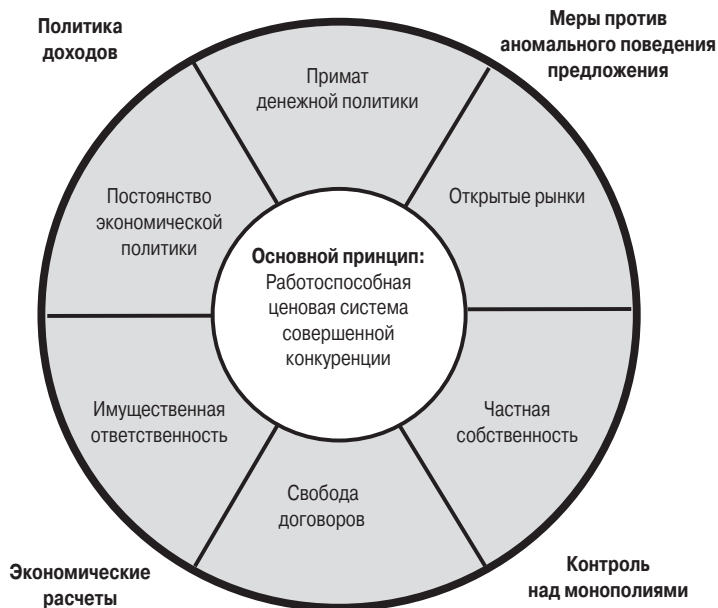 Политика
доходов
Меры против
аномального поведения
предложения
Примат
денежной политики
Постоянство
экономической
политики
Открытые рынки
Основной принцип:
Работоспособная
ценовая система
совершенной
конкуренции
Имущественная
ответственность
Частная
собственность
Свобода
договоров
Экономические
расчеты
Контроль
над монополиями